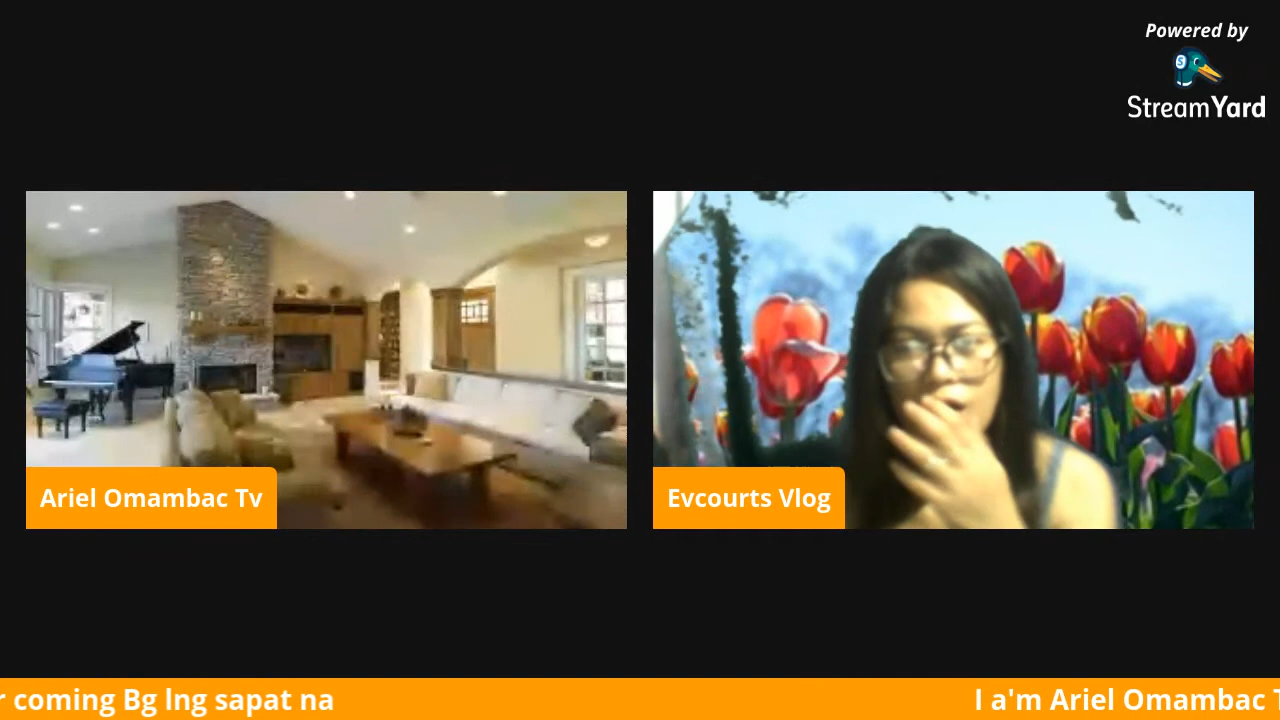 Powered by
StreamYard
Ariel Omambac Tv
Evcourts Vlog
coming Bg lng sapat na
I a'm Ariel Omambac